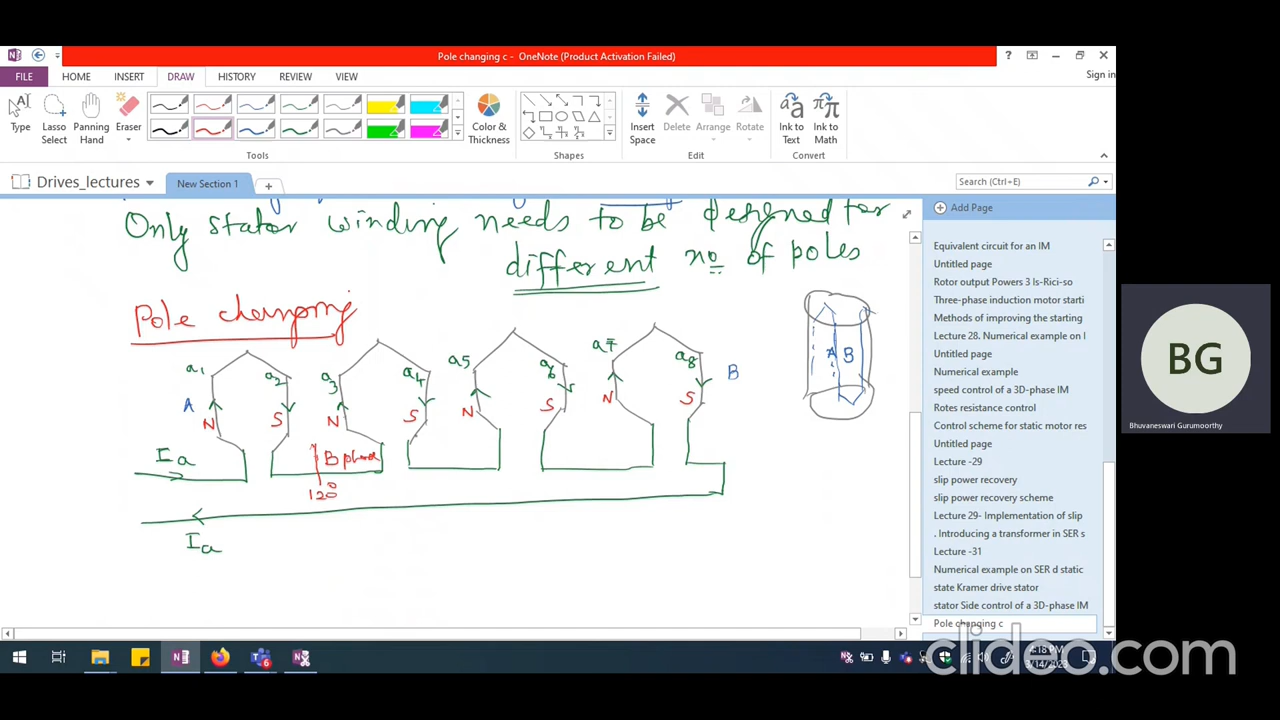 Pole changing c - OneNote (Product Activation Failed)
Sign in
FILE HOME INSERT DRAW HISTORY REVIEW VIEW
Type
Lasso Select
Panning Hand
Eraser
Color & Thickness
Insert Space
Delete
Arrange
Rotate
Ink to Text
Ink to Math
Tools
Shapes
Edit
Convert
Drives_lectures
New Section 1
Search (Ctrl+E)
Only stator winding needs to be designed for
different no of poles
Pole changing
a1 a2 a3 a4 a5 a6 a7 a8
A N S N S N S N S B
Ia
B phase
120°
Ia
A B
Add Page
Equivalent circuit for an IM
Untitled page
Rotor output Powers 3 Is-Rici-so
Three-phase induction motor starti
Methods of improving the starting
Lecture 28. Numerical example on l
Untitled page
Numerical example
speed control of a 3D-phase IM
Rotes resistance control
Control scheme for static motor res
Untitled page
Lecture -29
slip power recovery
slip power recovery scheme
Lecture 29- Implementation of slip
. Introducing a transformer in SER s
Lecture -31
Numerical example on SER d static
state Kramer drive stator
stator Side control of a 3D-phase IM
Pole changing c
BG
Bhuvaneswari Gurumoorthy
4:18 PM
3/14/2023
clideo.com